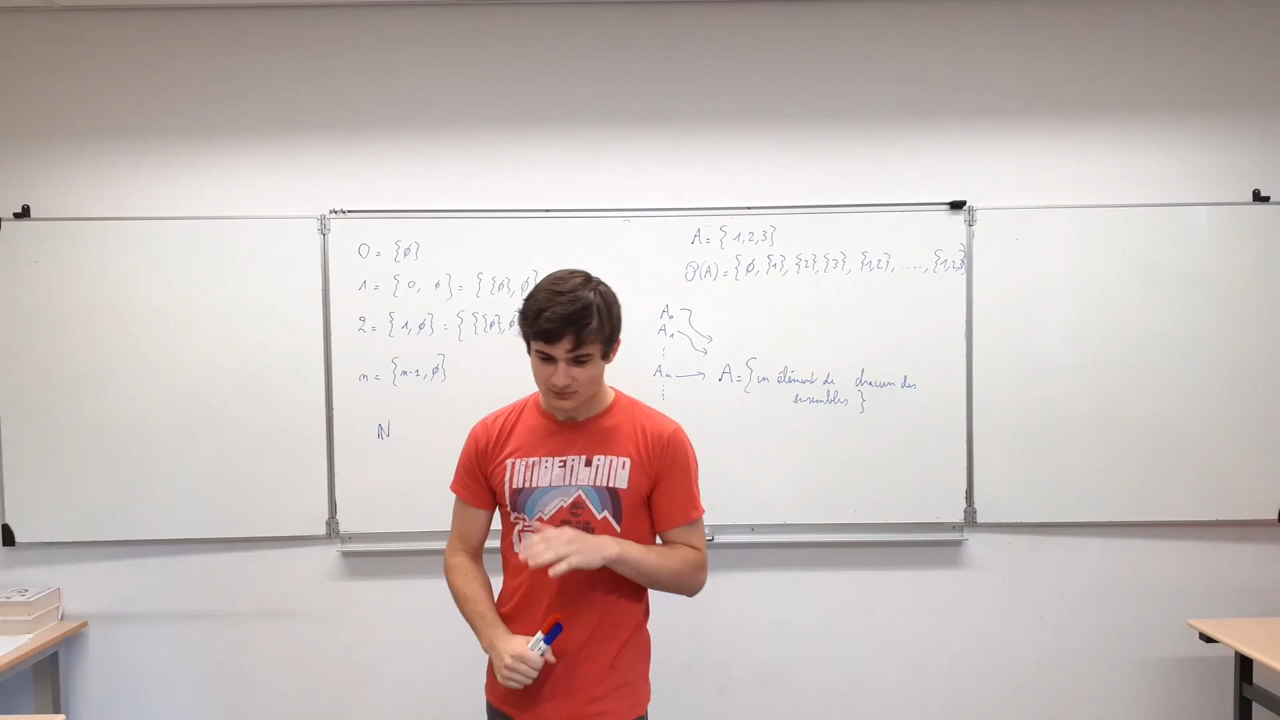 0 = {∅}
1 = {0, ∅} = {{∅}, ∅
2 = {1, ∅} = {{{∅}, ∅
n = {n-1, ∅}
ℕ
A = {1,2,3}
𝒫(A) = {∅, {1}, {2}, {3}, {1,2}, ....., {1,2,3}
A₀
A₁
⋮
Aₙ → A = {un élément de chacun des
ensembles}
⋮
TIMBERLAND